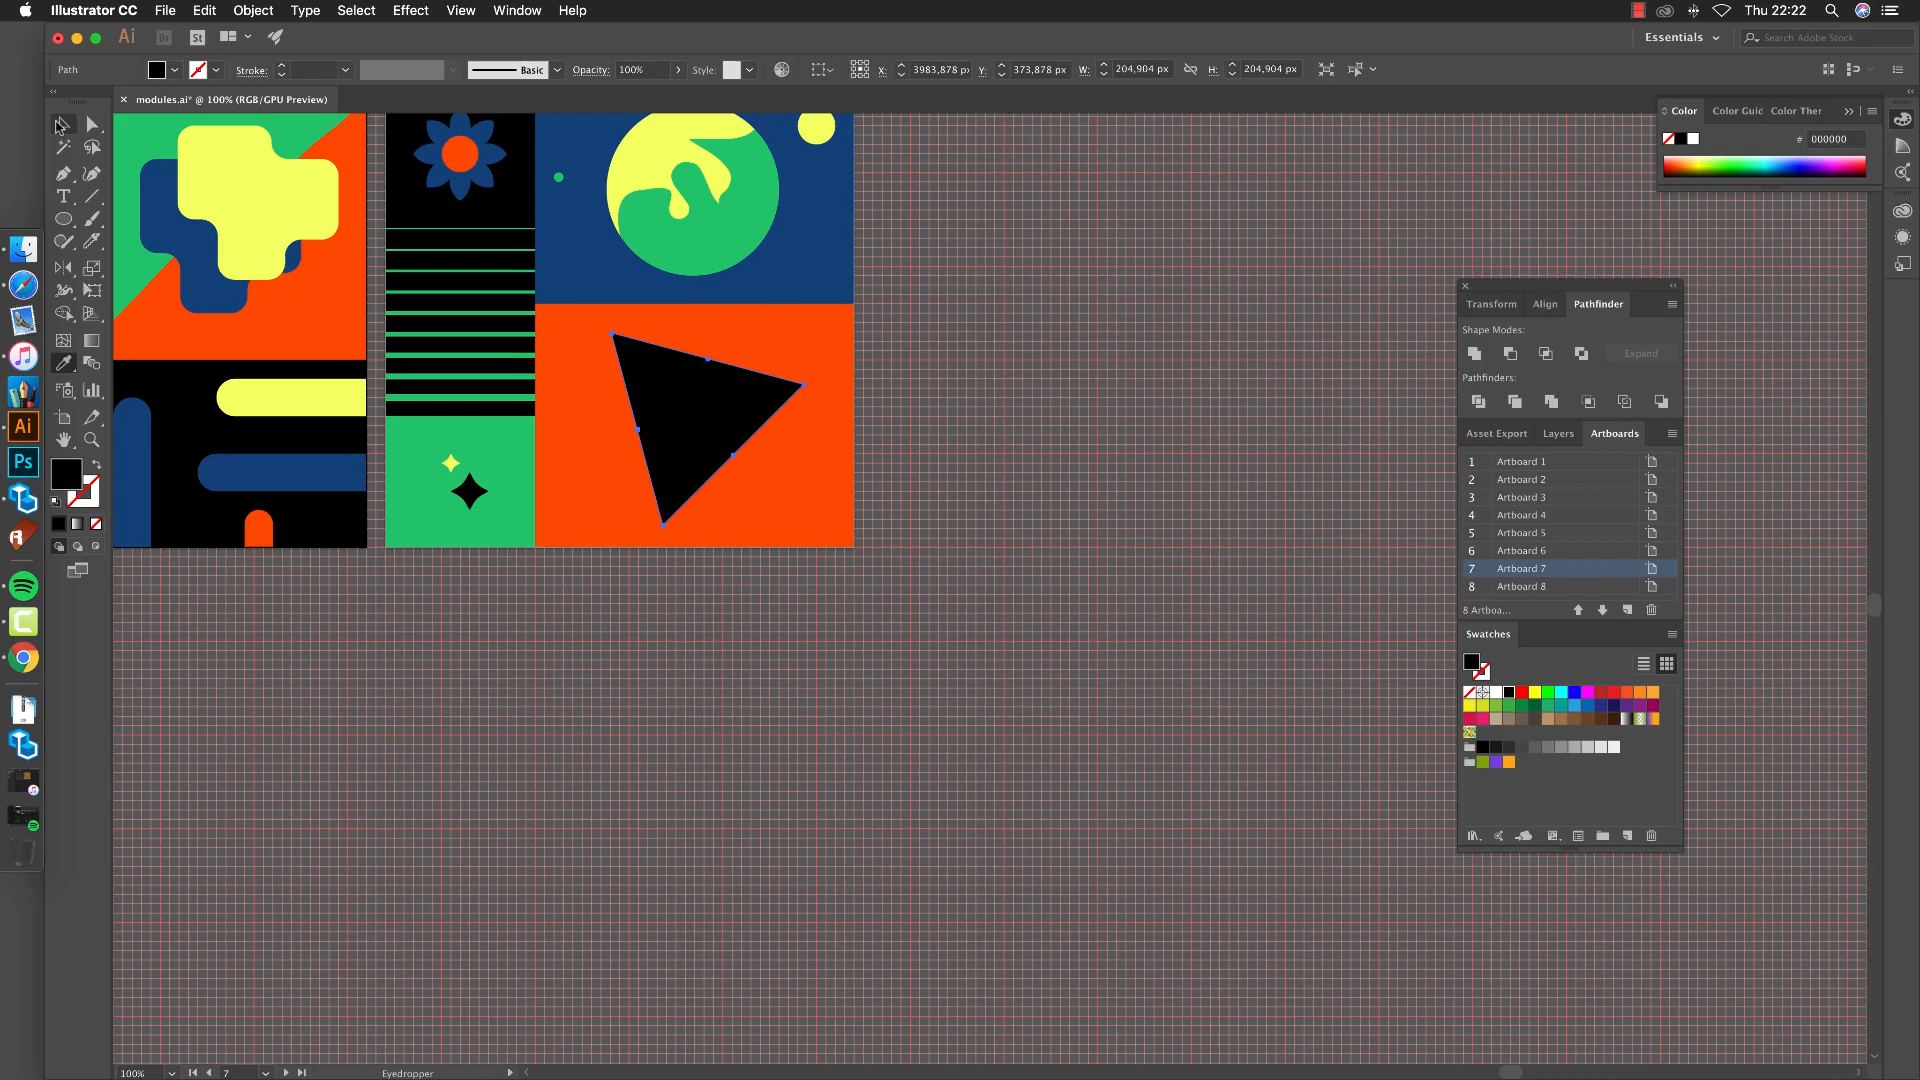 Illustrator CC File Edit Object Type Select Effect View Window Help Thu 22:22
Ai Br St Essentials Search Adobe Stock
Path Stroke: Basic Opacity: 100% Style: X: 3983,878 px Y: 373,878 px W: 204,904 px H: 204,904 px
modules.ai* @ 100% (RGB/GPU Preview)
Color Color Guid Color Ther
# 000000
Transform Align Pathfinder
Shape Modes:
Expand
Pathfinders:
Asset Export Layers Artboards
1 Artboard 1
2 Artboard 2
3 Artboard 3
4 Artboard 4
5 Artboard 5
6 Artboard 6
7 Artboard 7
8 Artboard 8
8 Artboa...
Swatches
Ai
Ps
100% 7 Eyedropper